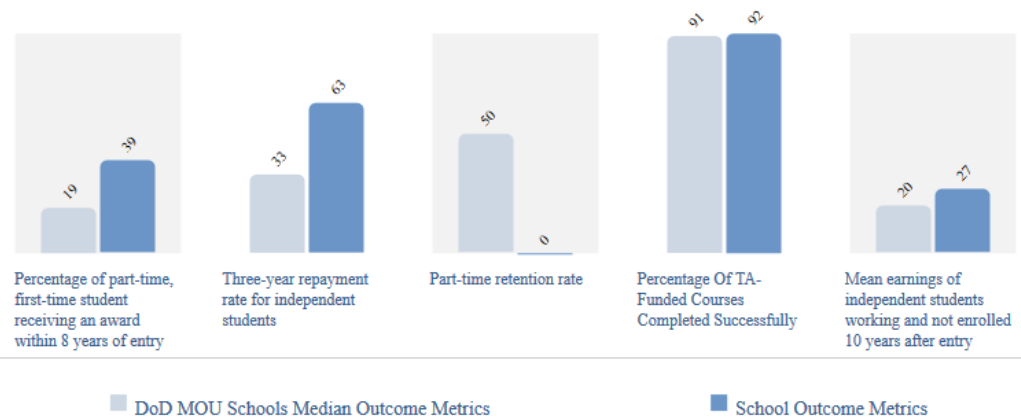 19
39
33
63
50
0
91
92
20
27
Percentage of part-time,
first-time student
receiving an award
within 8 years of entry
Three-year repayment
rate for independent
students
Part-time retention rate
Percentage Of TA-
Funded Courses
Completed Successfully
Mean earnings of
independent students
working and not enrolled
10 years after entry
DoD MOU Schools Median Outcome Metrics
School Outcome Metrics